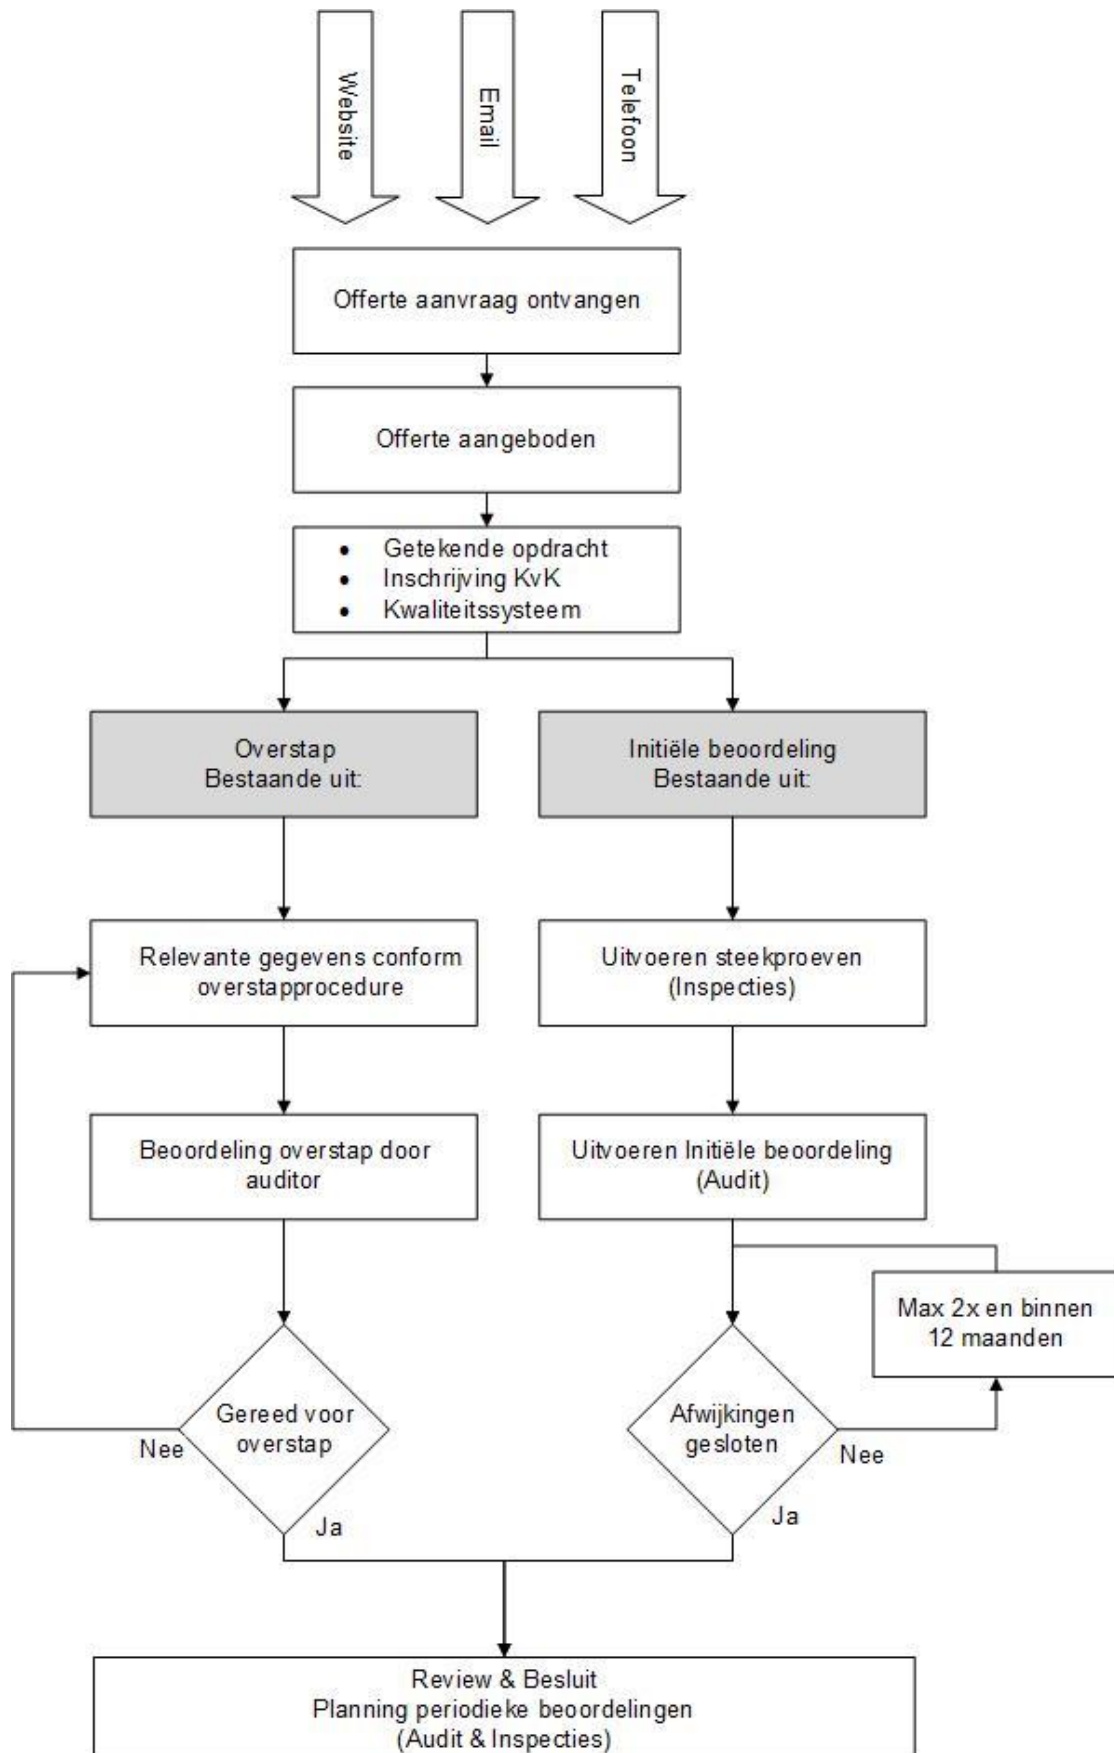 Website
Email
Telefoon
Offerte aanvraag ontvangen
Offerte aangeboden
• Getekende opdracht
• Inschrijving KvK
• Kwaliteitssysteem
Overstap
Bestaande uit:
Initiële beoordeling
Bestaande uit:
Relevante gegevens conform
overstapprocedure
Uitvoeren steekproeven
(Inspecties)
Beoordeling overstap door
auditor
Uitvoeren Initiële beoordeling
(Audit)
Max 2x en binnen
12 maanden
Gereed voor
overstap
Nee
Ja
Afwijkingen
gesloten
Nee
Ja
Review & Besluit
Planning periodieke beoordelingen
(Audit & Inspecties)